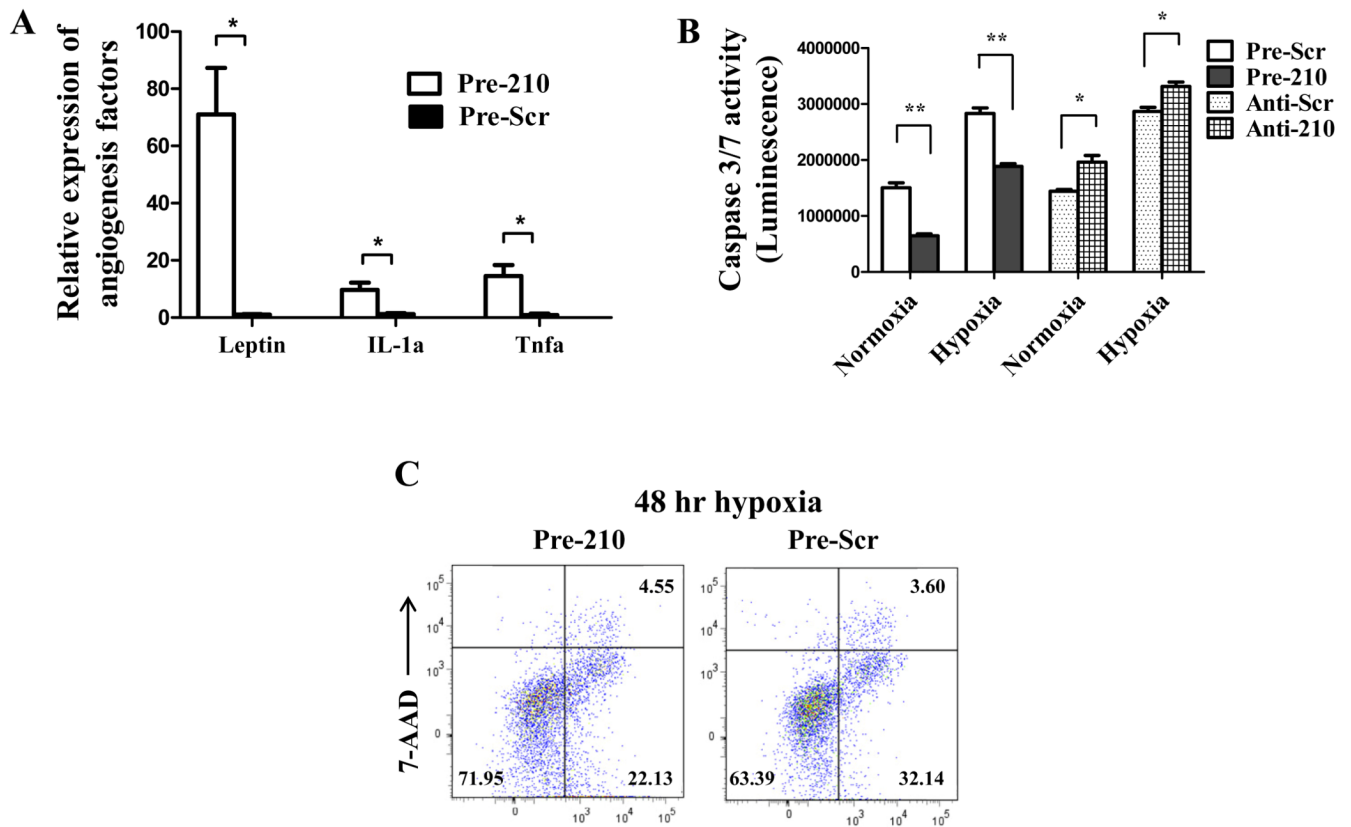 A
Relative expression of
angiogenesis factors
100
80
60
40
20
0
*
*
*
Pre-210
Pre-Scr
Leptin
IL-1a
Tnfa
B
Caspase 3/7 activity
(Luminescence)
4000000
3000000
2000000
1000000
0
**
**
*
*
Pre-Scr
Pre-210
Anti-Scr
Anti-210
Normoxia
Hypoxia
Normoxia
Hypoxia
C
48 hr hypoxia
Pre-210
Pre-Scr
7-AAD
10⁵
10⁴
10³
0
4.55
71.95
22.13
0
10³
10⁴
10⁵
10⁵
10⁴
10³
0
3.60
63.39
32.14
0
10³
10⁴
10⁵